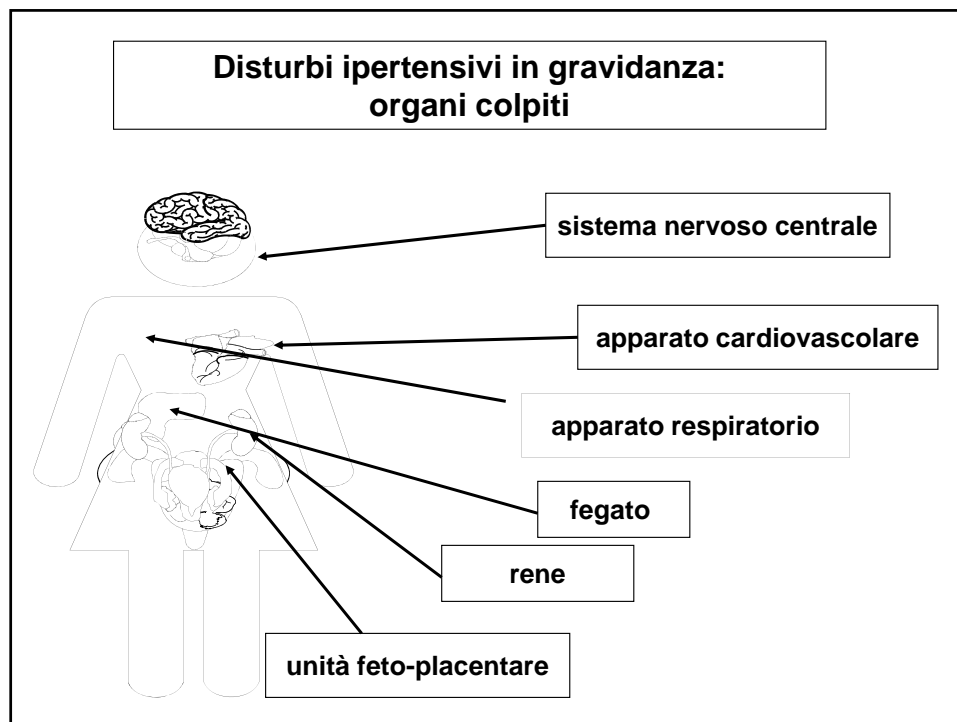 Disturbi ipertensivi in gravidanza:
organi colpiti
sistema nervoso centrale
apparato cardiovascolare
apparato respiratorio
fegato
rene
unità feto-placentare